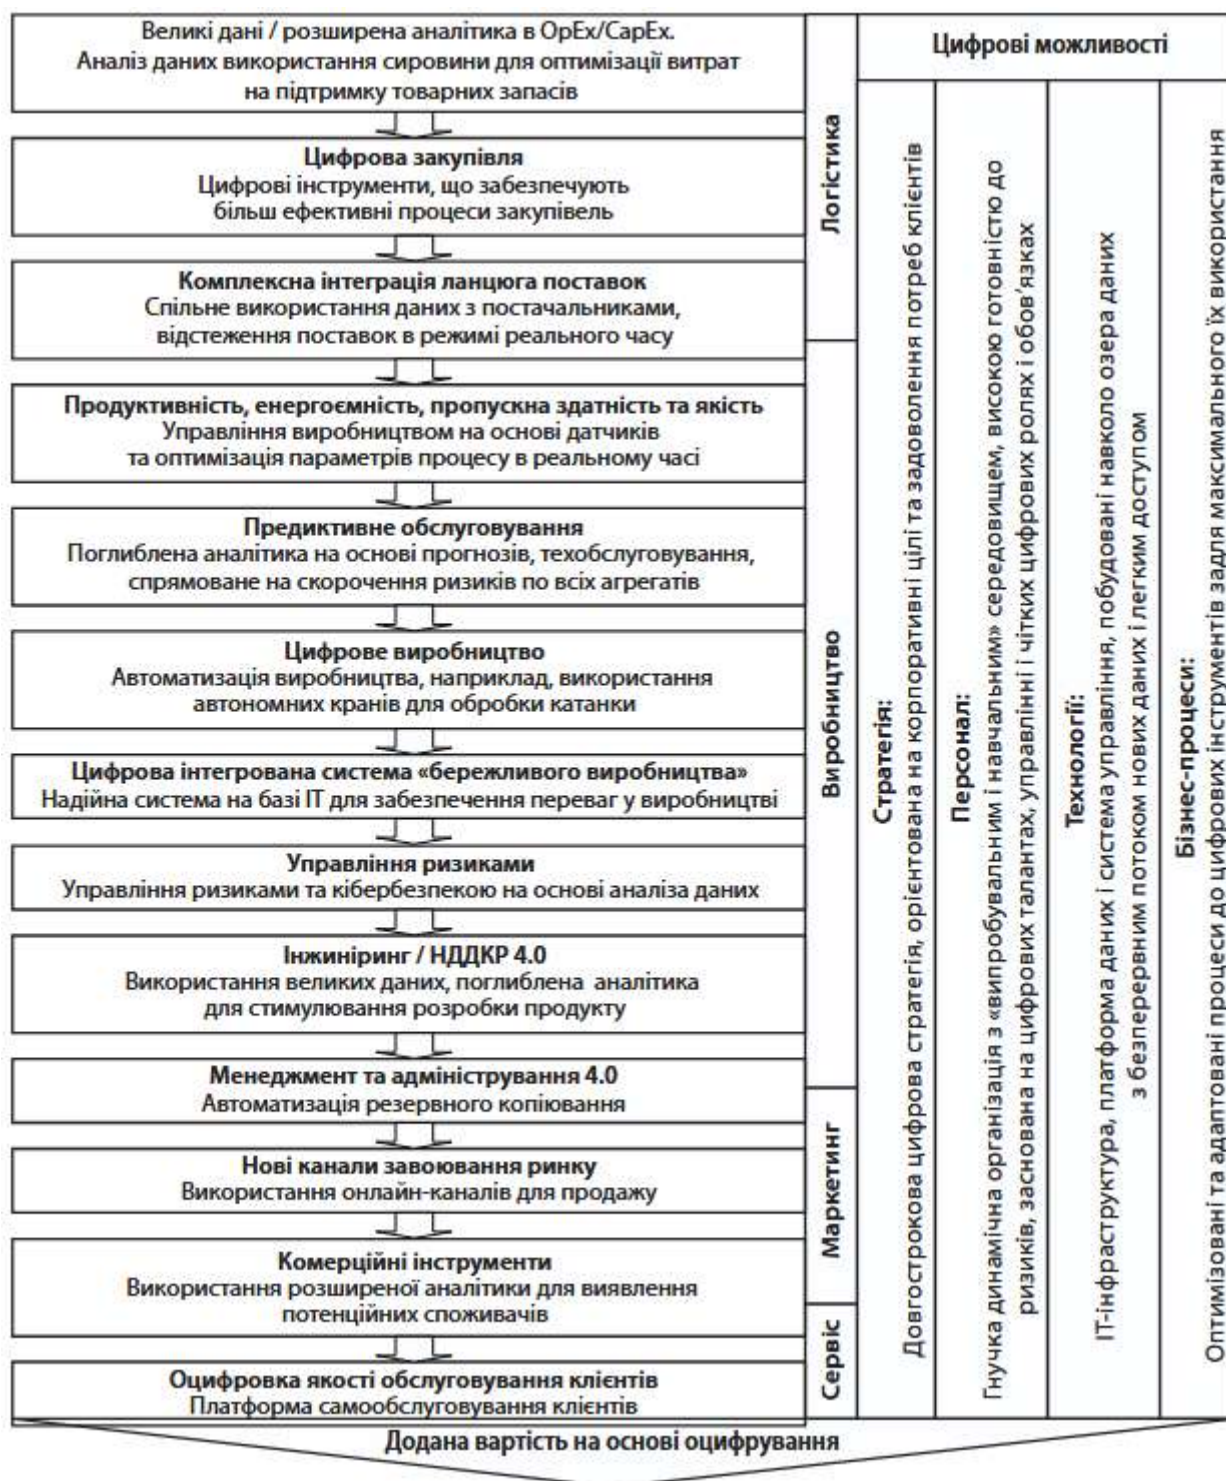 Великі дані / розширена аналітика в OpEx/CapEx.
Аналіз даних використання сировини для оптимізації витрат
на підтримку товарних запасів
Цифрова закупівля
Цифрові інструменти, що забезпечують
більш ефективні процеси закупівель
Комплексна інтеграція ланцюга поставок
Спільне використання даних з постачальниками,
відстеження поставок в режимі реального часу
Продуктивність, енергоємність, пропускна здатність та якість
Управління виробництвом на основі датчиків
та оптимізація параметрів процесу в реальному часі
Предиктивне обслуговування
Поглиблена аналітика на основі прогнозів, техобслуговування,
спрямоване на скорочення ризиків по всіх агрегатів
Цифрове виробництво
Автоматизація виробництва, наприклад, використання
автономних кранів для обробки катанки
Цифрова інтегрована система «бережливого виробництва»
Надійна система на базі ІТ для забезпечення переваг у виробництві
Управління ризиками
Управління ризиками та кібербезпекою на основі аналіза даних
Інжиніринг / НДДКР 4.0
Використання великих даних, поглиблена аналітика
для стимулювання розробки продукту
Менеджмент та адміністрування 4.0
Автоматизація резервного копіювання
Нові канали завоювання ринку
Використання онлайн-каналів для продажу
Комерційні інструменти
Використання розширеної аналітики для виявлення
потенційних споживачів
Оцифровка якості обслуговування клієнтів
Платформа самообслуговування клієнтів
Логістика
Виробництво
Маркетинг
Сервіс
Цифрові можливості
Стратегія:
Довгострокова цифрова стратегія, орієнтована на корпоративні цілі та задоволення потреб клієнтів
Персонал:
Гнучка динамічна організація з «випробувальним і навчальним» середовищем, високою готовністю до
ризиків, заснована на цифрових талантах, управлінні і чітких цифрових ролях і обов'язках
Технології:
ІТ-інфраструктура, платформа даних і система управління, побудовані навколо озера даних
з безперервним потоком нових даних і легким доступом
Бізнес-процеси:
Оптимізовані та адаптовані процеси до цифрових інструментів задля максимального їх використання
Додана вартість на основі оцифрування